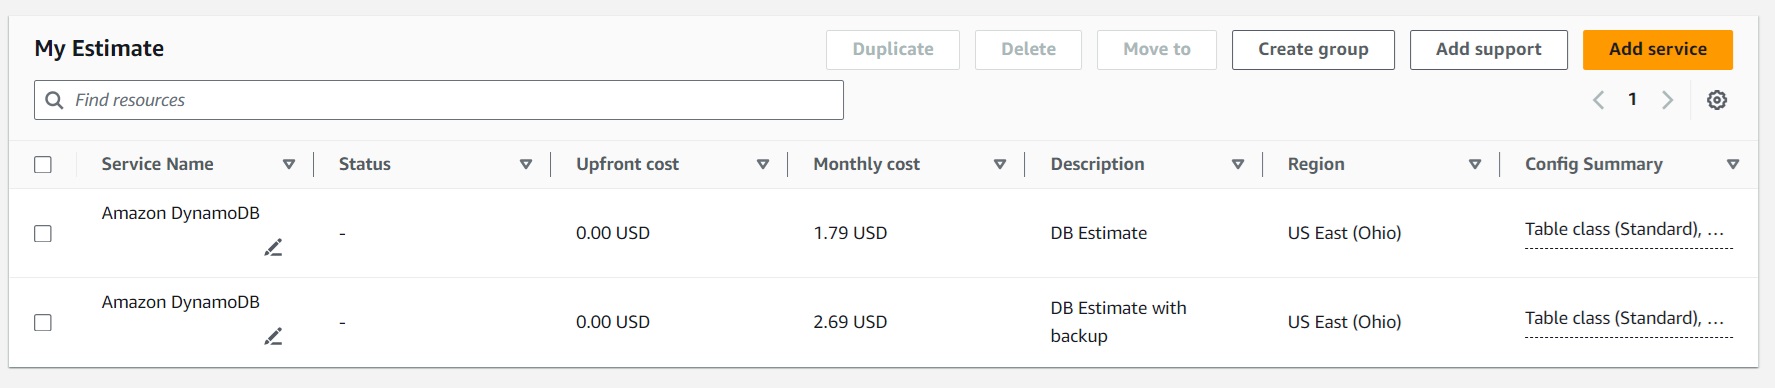 My Estimate
Duplicate
Delete
Move to
Create group
Add support
Add service
Find resources
1
Service Name
Status
Upfront cost
Monthly cost
Description
Region
Config Summary
Amazon DynamoDB
-
0.00 USD
1.79 USD
DB Estimate
US East (Ohio)
Table class (Standard), ...
Amazon DynamoDB
-
0.00 USD
2.69 USD
DB Estimate with
backup
US East (Ohio)
Table class (Standard), ...